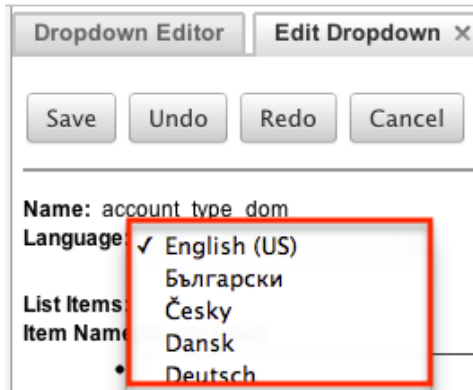 Dropdown Editor Edit Dropdown ×
Save Undo Redo Cancel
Name: account_type_dom
Language: ✓ English (US)
Български
List Items:
Česky
Item Name
Dansk
Deutsch